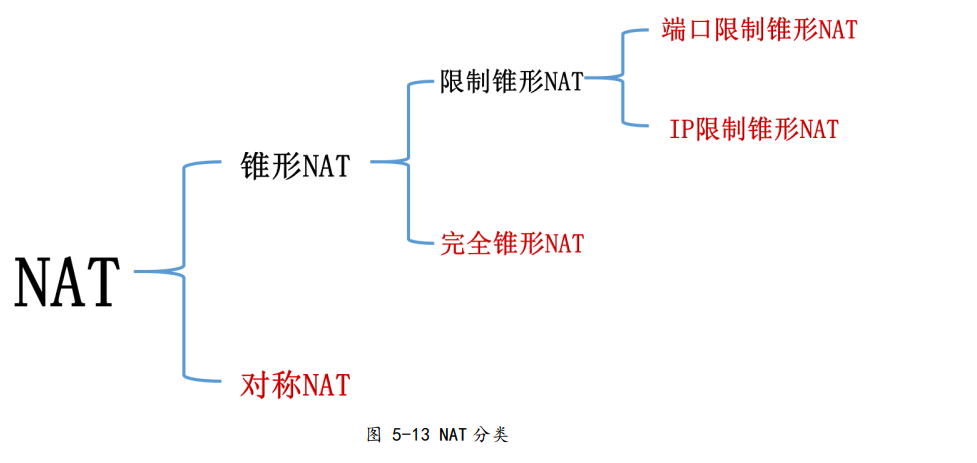 端口限制锥形NAT
限制锥形NAT
IP限制锥形NAT
锥形NAT
完全锥形NAT
NAT
对称NAT
图 5-13 NAT 分类